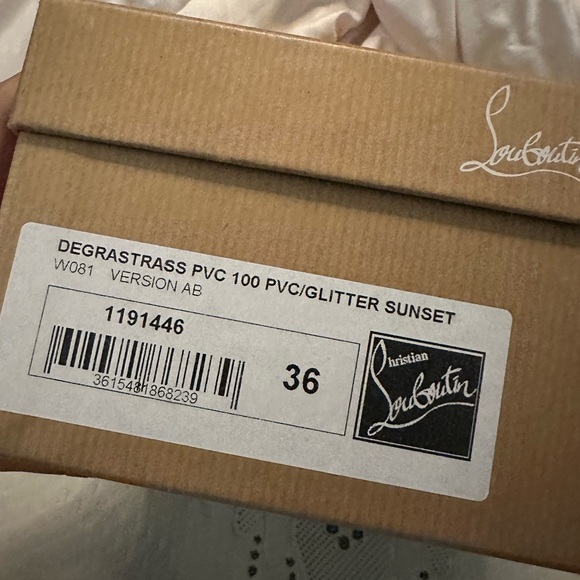 Louboutin
DEGRASTRASS PVC 100 PVC/GLITTER SUNSET
W081 VERSION AB
1191446
3615481868239
36
Christian
Louboutin